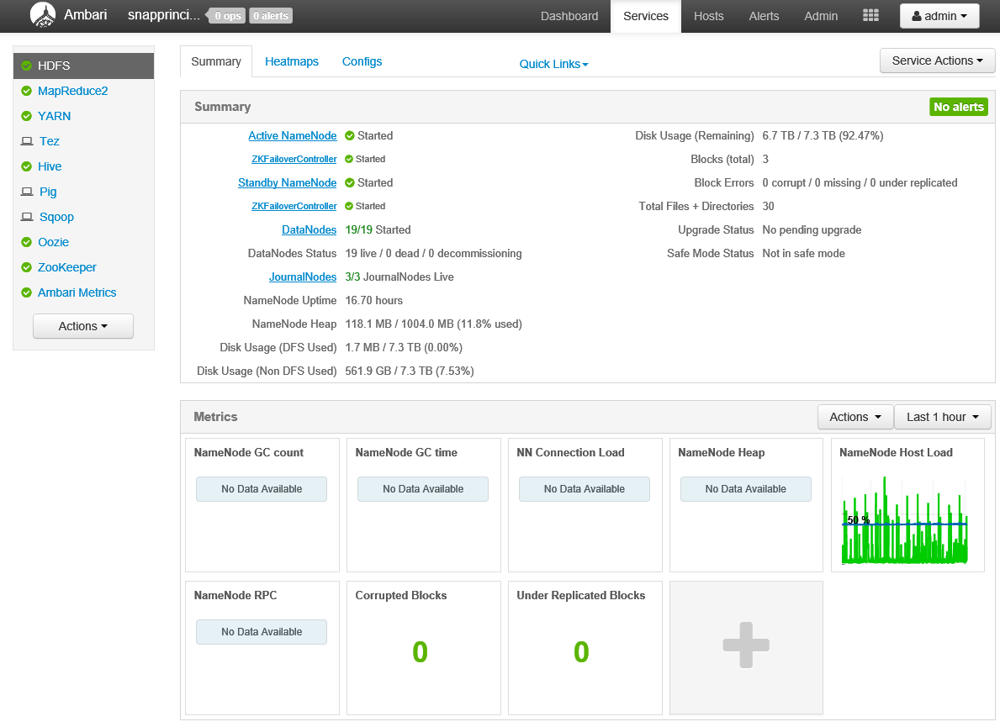 Ambari snapprinci... 0 ops 0 alerts Dashboard Services Hosts Alerts Admin admin
HDFS
MapReduce2
YARN
Tez
Hive
Pig
Sqoop
Oozie
ZooKeeper
Ambari Metrics
Actions
Summary Heatmaps Configs Quick Links Service Actions
Summary No alerts
Active NameNode Started
ZKFailoverController Started
Standby NameNode Started
ZKFailoverController Started
DataNodes 19/19 Started
DataNodes Status 19 live / 0 dead / 0 decommissioning
JournalNodes 3/3 JournalNodes Live
NameNode Uptime 16.70 hours
NameNode Heap 118.1 MB / 1004.0 MB (11.8% used)
Disk Usage (DFS Used) 1.7 MB / 7.3 TB (0.00%)
Disk Usage (Non DFS Used) 561.9 GB / 7.3 TB (7.53%)
Disk Usage (Remaining) 6.7 TB / 7.3 TB (92.47%)
Blocks (total) 3
Block Errors 0 corrupt / 0 missing / 0 under replicated
Total Files + Directories 30
Upgrade Status No pending upgrade
Safe Mode Status Not in safe mode
Metrics Actions Last 1 hour
NameNode GC count
No Data Available
NameNode GC time
No Data Available
NN Connection Load
No Data Available
NameNode Heap
No Data Available
NameNode Host Load
50 %
NameNode RPC
No Data Available
Corrupted Blocks
0
Under Replicated Blocks
0